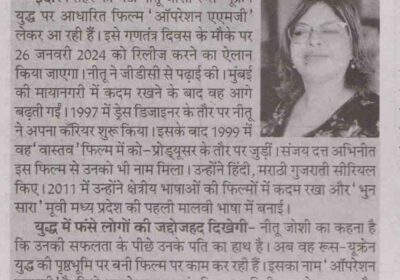 युद्ध पर आधारित फिल्म 'ऑपरेशन एएमजी'
लेकर आ रही हैं। इसे गणतंत्र दिवस के मौके पर
26 जनवरी 2024 को रिलीज करने का ऐलान
किया जाएगा। नीतू ने जीडीसी से पढ़ाई की। मुंबई
की मायानगरी में कदम रखने के बाद वह आगे
बढ़ती गईं। 1997 में ड्रेस डिजाइनर के तौर पर नीतू
ने अपना कॅरियर शुरू किया। इसके बाद 1999 में
वह 'वास्तव' फिल्म में को-प्रोड्यूसर के तौर पर जुड़ीं। संजय दत्त अभिनीत
इस फिल्म से उनको भी नाम मिला। उन्होंने हिंदी, मराठी गुजराती सीरियल
किए। 2011 में उन्होंने क्षेत्रीय भाषाओं की फिल्मों में कदम रखा और 'भुन
सारा' मूवी मध्य प्रदेश की पहली मालवी भाषा में बनाई।
युद्ध में फंसे लोगों की जद्दोजहद दिखेगी- नीतू जोशी का कहना है
कि उनकी सफलता के पीछे उनके पति का हाथ है। अब वह रूस-यूक्रेन
युद्ध की पृष्ठभूमि पर बनी फिल्म पर काम कर रही हैं। इसका नाम 'ऑपरेशन